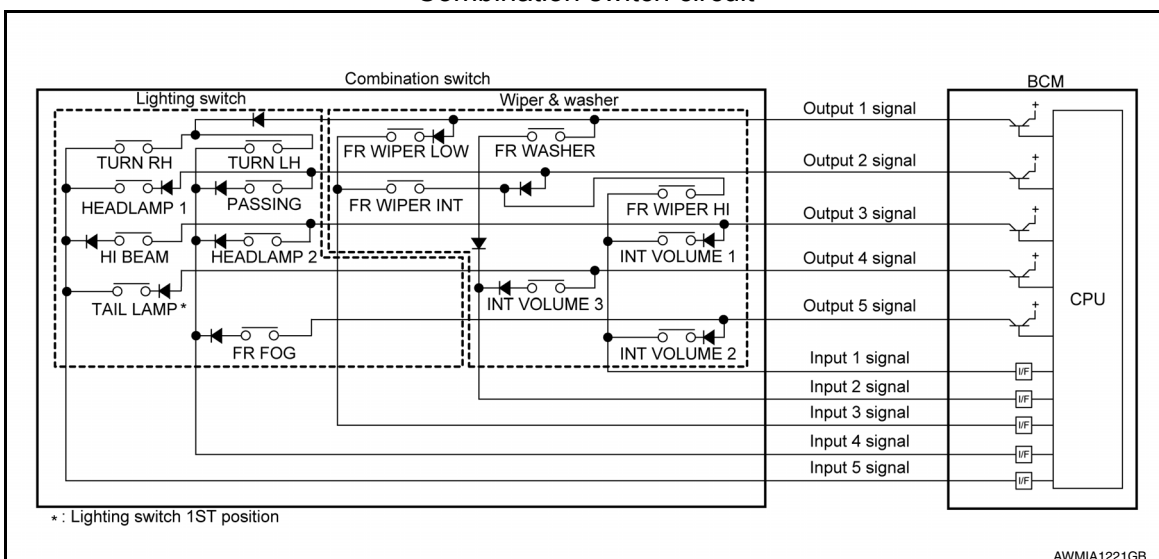 Combination switch circuit
Combination switch
BCM
Lighting switch
Wiper & washer
Output 1 signal
+
TURN RH
TURN LH
FR WIPER LOW
FR WASHER
Output 2 signal
+
HEADLAMP 1
PASSING
FR WIPER INT
FR WIPER HI
Output 3 signal
+
HI BEAM
HEADLAMP 2
INT VOLUME 1
Output 4 signal
+
TAIL LAMP*
INT VOLUME 3
CPU
Output 5 signal
+
FR FOG
INT VOLUME 2
Input 1 signal
I/F
Input 2 signal
I/F
Input 3 signal
I/F
Input 4 signal
I/F
Input 5 signal
I/F
* : Lighting switch 1ST position
AWMIA1221GB